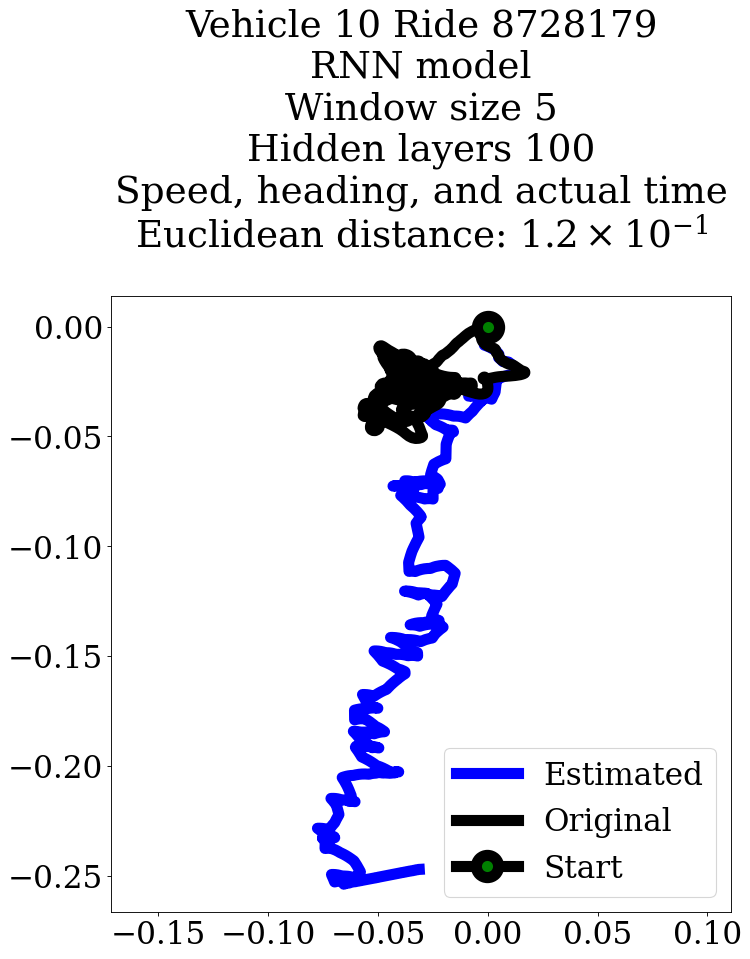 Vehicle 10 Ride 8728179
RNN model
Window size 5
Hidden layers 100
Speed, heading, and actual time
Euclidean distance: 1.2 × 10⁻¹
0.00
−0.05
−0.10
−0.15
−0.20
−0.25
Estimated
Original
Start
−0.15 −0.10 −0.05 0.00 0.05 0.10